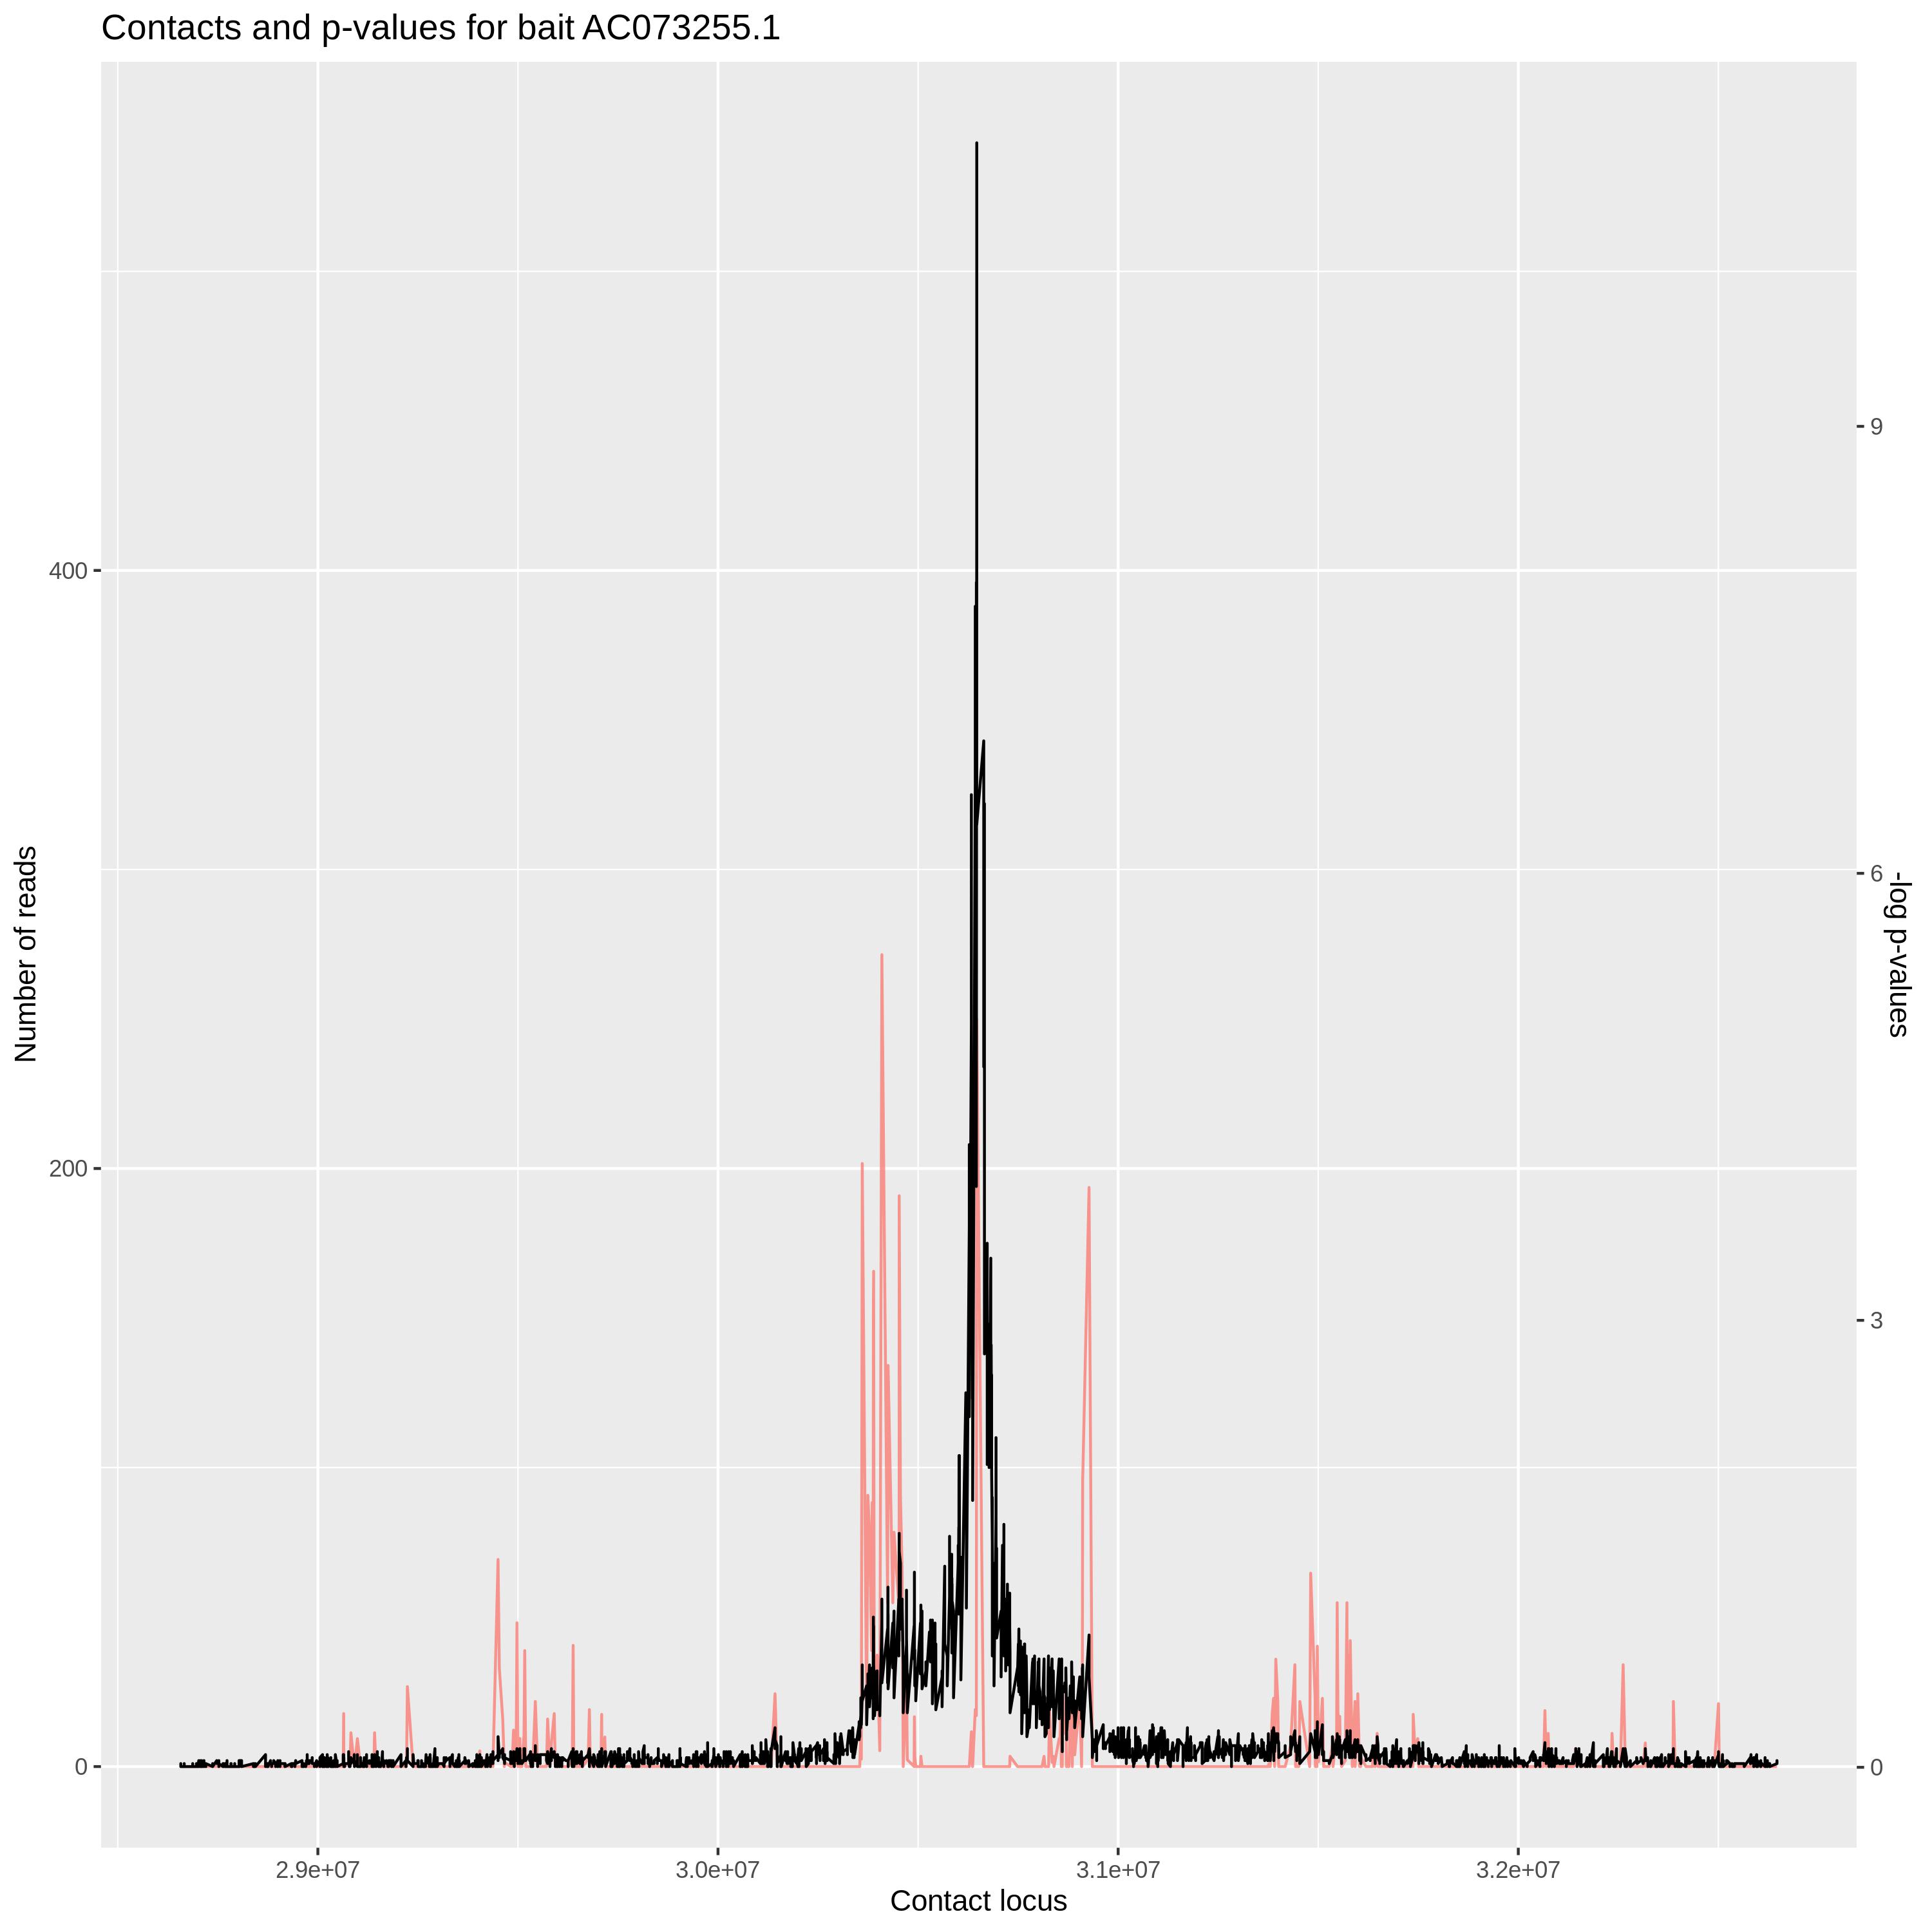 Contacts and p-values for bait AC073255.1
Number of reads
400
200
0
9
6
3
0
-log p-values
2.9e+07 3.0e+07 3.1e+07 3.2e+07
Contact locus